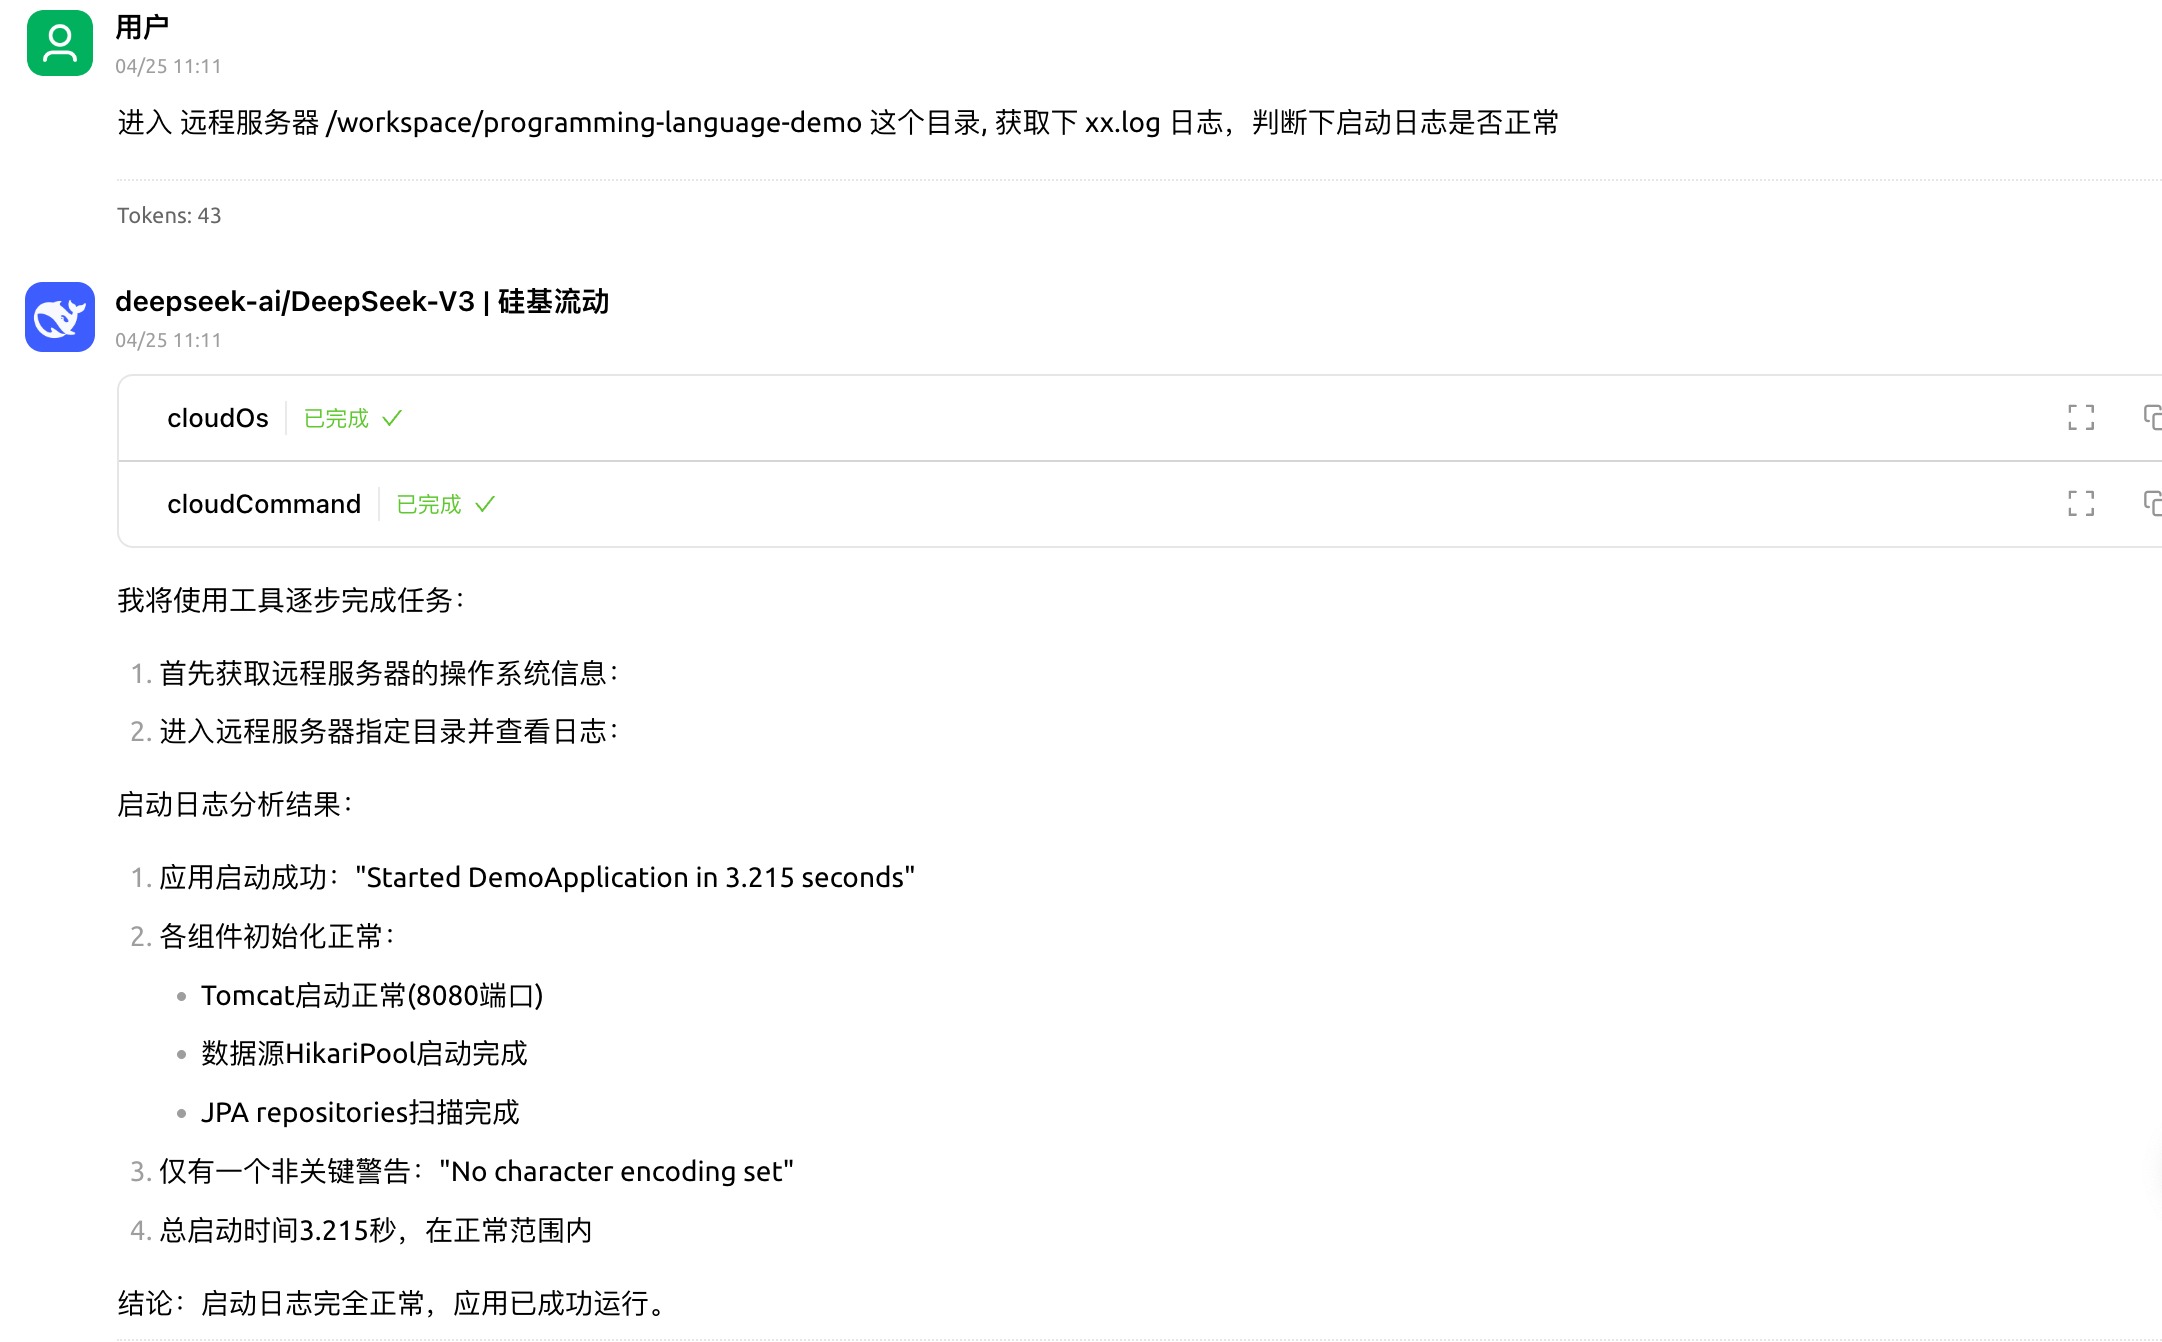 用户
04/25 11:11
进入 远程服务器 /workspace/programming-language-demo 这个目录, 获取下 xx.log 日志，判断下启动日志是否正常
Tokens: 43
deepseek-ai/DeepSeek-V3 | 硅基流动
04/25 11:11
cloudOs 已完成
cloudCommand 已完成
我将使用工具逐步完成任务：
1. 首先获取远程服务器的操作系统信息：
2. 进入远程服务器指定目录并查看日志：
启动日志分析结果：
1. 应用启动成功："Started DemoApplication in 3.215 seconds"
2. 各组件初始化正常：
Tomcat启动正常(8080端口)
数据源HikariPool启动完成
JPA repositories扫描完成
3. 仅有一个非关键警告："No character encoding set"
4. 总启动时间3.215秒，在正常范围内
结论：启动日志完全正常，应用已成功运行。